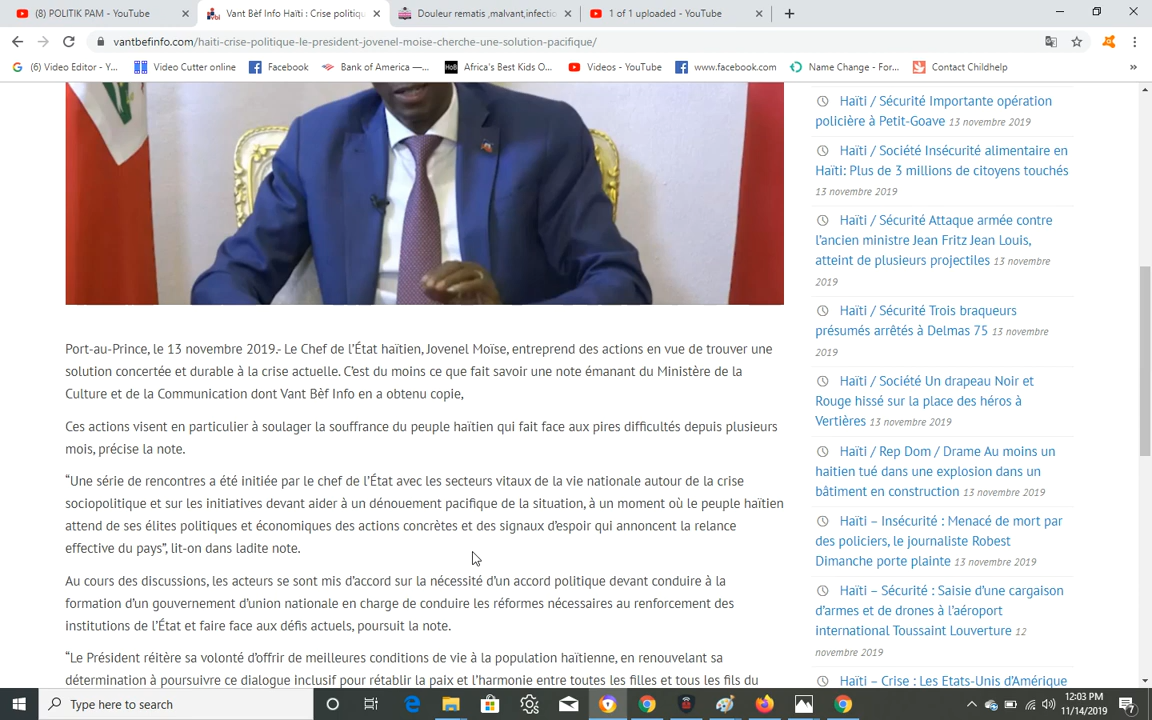 (8) POLITIK PAM - YouTube
Vant Bèf Info Haïti : Crise politiqu
Douleur rematis ,malvant,infectio
1 of 1 uploaded - YouTube
vantbefinfo.com/haiti-crise-politique-le-president-jovenel-moise-cherche-une-solution-pacifique/
(6) Video Editor - Y...
Video Cutter online
Facebook
Bank of America —...
HoB
Africa's Best Kids O...
Videos - YouTube
www.facebook.com
Name Change - For...
Contact Childhelp
»
Port-au-Prince, le 13 novembre 2019.- Le Chef de l’État haïtien, Jovenel Moïse, entreprend des actions en vue de trouver une
solution concertée et durable à la crise actuelle. C’est du moins ce que fait savoir une note émanant du Ministère de la
Culture et de la Communication dont Vant Bèf Info en a obtenu copie,
Ces actions visent en particulier à soulager la souffrance du peuple haïtien qui fait face aux pires difficultés depuis plusieurs
mois, précise la note.
“Une série de rencontres a été initiée par le chef de l’État avec les secteurs vitaux de la vie nationale autour de la crise
sociopolitique et sur les initiatives devant aider à un dénouement pacifique de la situation, à un moment où le peuple haïtien
attend de ses élites politiques et économiques des actions concrètes et des signaux d’espoir qui annoncent la relance
effective du pays”, lit-on dans ladite note.
Au cours des discussions, les acteurs se sont mis d’accord sur la nécessité d’un accord politique devant conduire à la
formation d’un gouvernement d’union nationale en charge de conduire les réformes nécessaires au renforcement des
institutions de l’État et faire face aux défis actuels, poursuit la note.
“Le Président réitère sa volonté d’offrir de meilleures conditions de vie à la population haïtienne, en renouvelant sa
détermination à poursuivre ce dialogue inclusif pour rétablir la paix et l’harmonie entre toutes les filles et tous les fils du
Haïti / Sécurité Importante opération
policière à Petit-Goave 13 novembre 2019
Haïti / Société Insécurité alimentaire en
Haïti: Plus de 3 millions de citoyens touchés
13 novembre 2019
Haïti / Sécurité Attaque armée contre
l’ancien ministre Jean Fritz Jean Louis,
atteint de plusieurs projectiles 13 novembre
2019
Haïti / Sécurité Trois braqueurs
présumés arrêtés à Delmas 75 13 novembre
2019
Haïti / Société Un drapeau Noir et
Rouge hissé sur la place des héros à
Vertières 13 novembre 2019
Haïti / Rep Dom / Drame Au moins un
haitien tué dans une explosion dans un
bâtiment en construction 13 novembre 2019
Haïti – Insécurité : Menacé de mort par
des policiers, le journaliste Robest
Dimanche porte plainte 13 novembre 2019
Haïti – Sécurité : Saisie d’une cargaison
d’armes et de drones à l’aéroport
international Toussaint Louverture 12
novembre 2019
Haïti – Crise : Les Etats-Unis d’Amérique
Type here to search
12:03 PM
11/14/2019
7